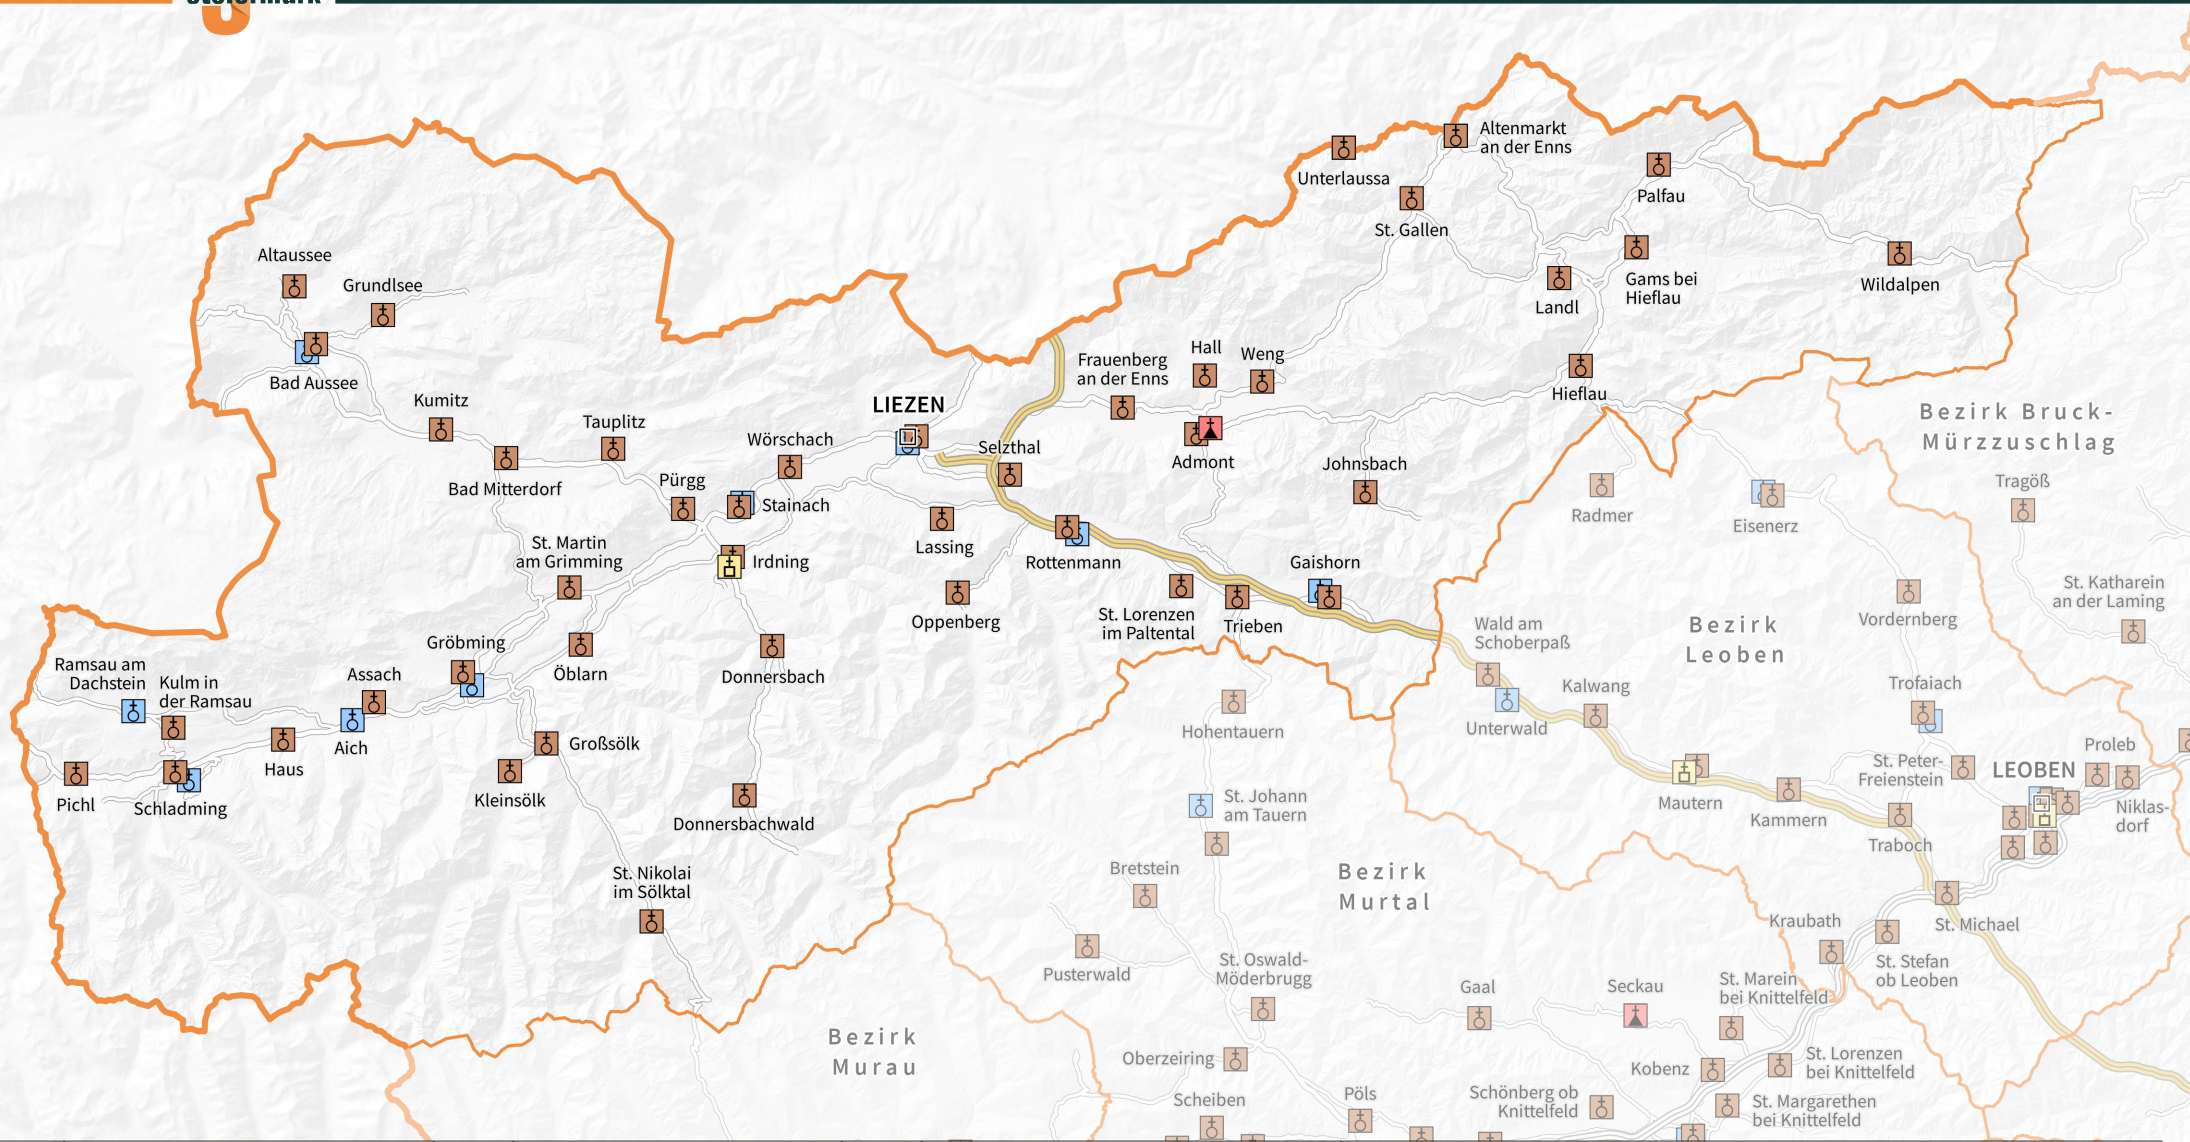 Steiermark
Altenmarkt
an der Enns
Unterlaussa
Palfau
St. Gallen
Altaussee
Grundlsee
Gams bei
Hieflau
Landl
Wildalpen
Bad Aussee
Hall
Weng
Frauenberg
an der Enns
Hieflau
Kumitz
LIEZEN
Tauplitz
Wörschach
Selzthal
Admont
Johnsbach
Bezirk Bruck-
Mürzzuschlag
Bad Mitterdorf
Pürgg
Stainach
Tragöß
Radmer
Eisenerz
St. Martin
am Grimming
Irdning
Lassing
Rottenmann
Gaishorn
St. Katharein
an der Laming
Oppenberg
St. Lorenzen
im Paltental
Trieben
Vordernberg
Wald am
Schoberpaß
Bezirk
Leoben
Gröbming
Öblarn
Donnersbach
Ramsau am
Dachstein
Kulm in
der Ramsau
Assach
Aich
Kalwang
Trofaiach
Hohentauern
Unterwald
Haus
Großsölk
Kleinsölk
Pichl
Schladming
St. Peter-
Freienstein
LEOBEN
Proleb
Mautern
Kammern
Niklas-
dorf
St. Johann
am Tauern
Donnersbachwald
Traboch
Bretstein
Bezirk
Murtal
St. Nikolai
im Sölktal
Kraubath
St. Michael
Pusterwald
St. Oswald-
Möderbrugg
Gaal
Seckau
St. Marein
bei Knittelfeld
St. Stefan
ob Leoben
Bezirk
Murau
Oberzeiring
Kobenz
St. Lorenzen
bei Knittelfeld
Scheiben
Pöls
Schönberg ob
Knittelfeld
St. Margarethen
bei Knittelfeld